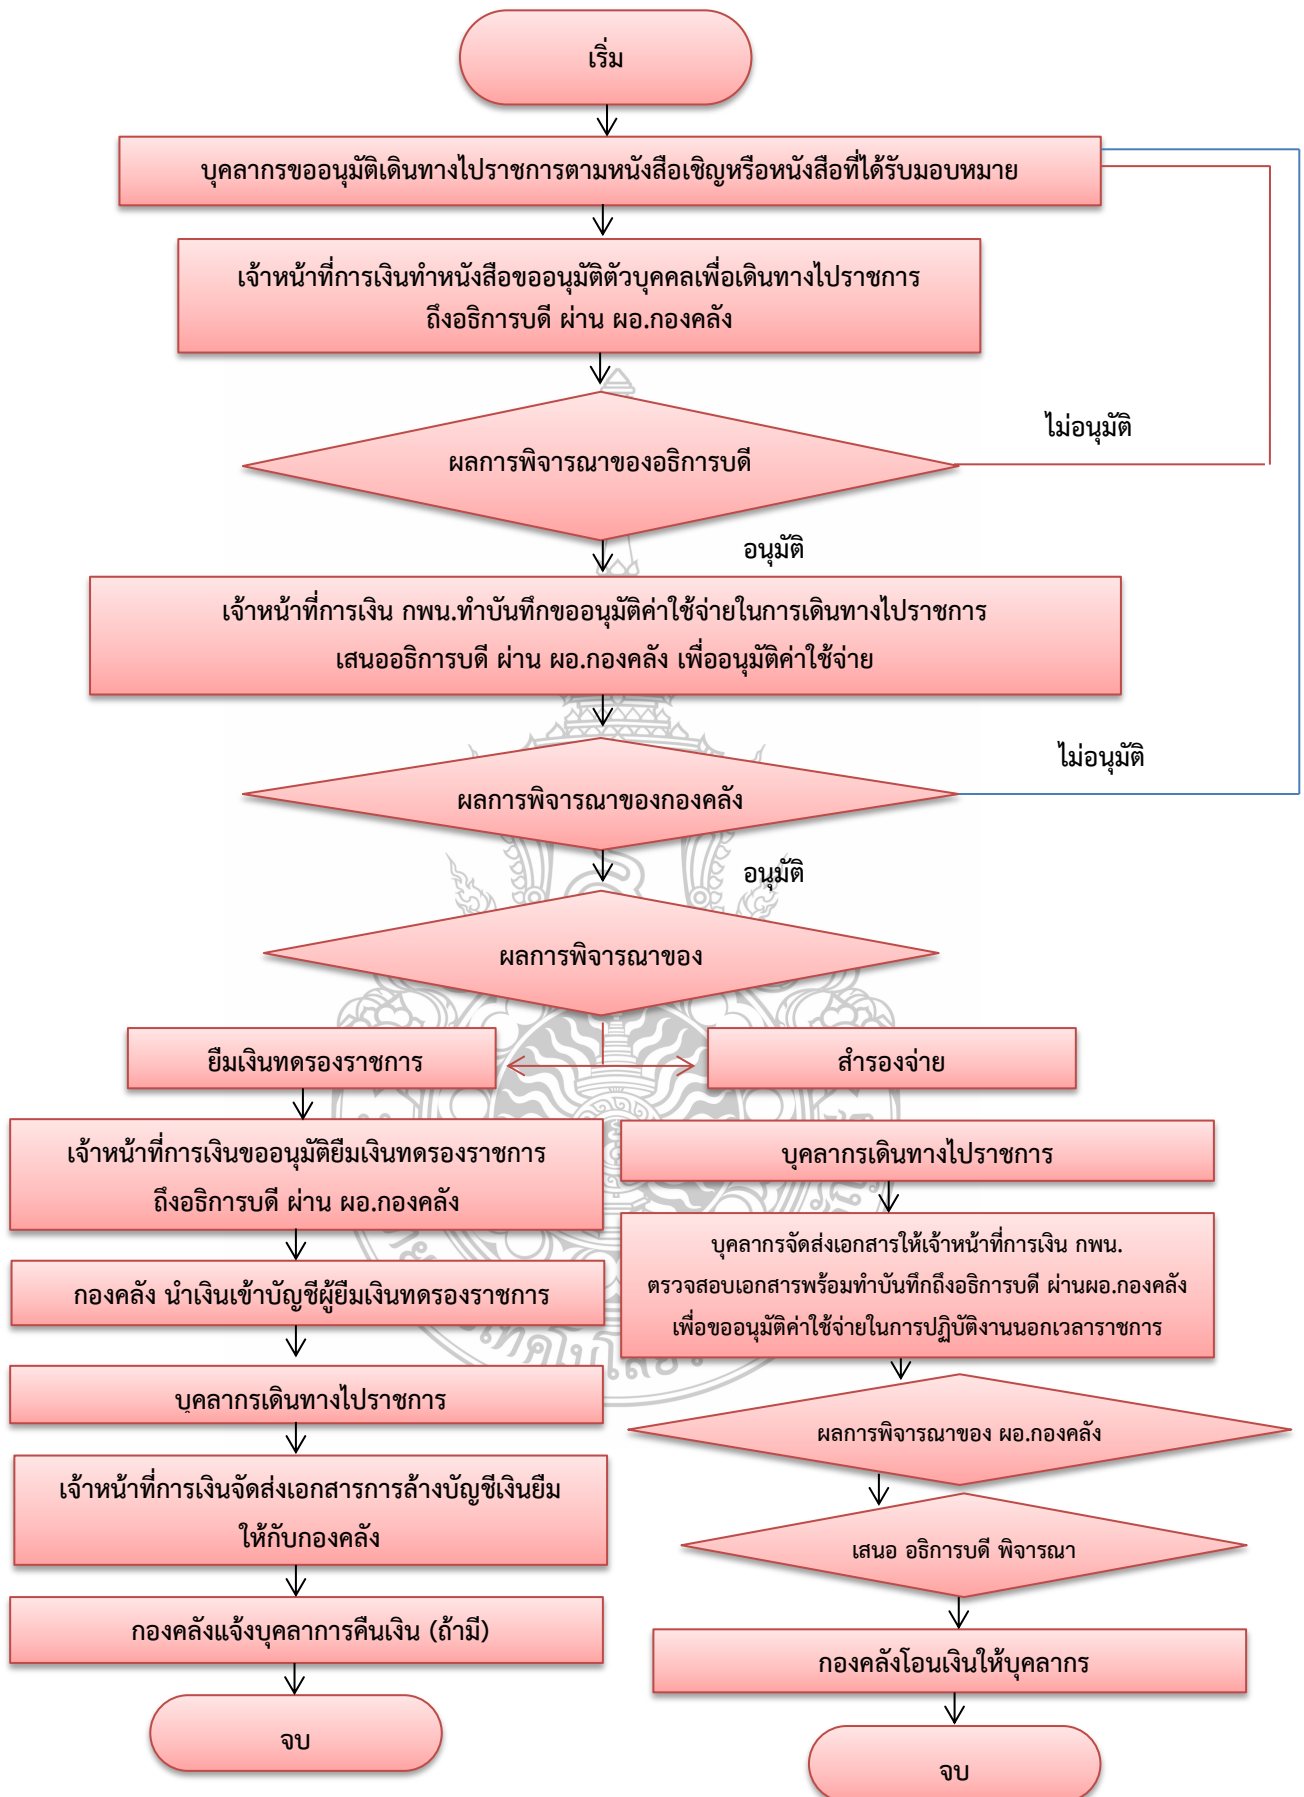 เริ่ม
บุคลากรขออนุมัติเดินทางไปราชการตามหนังสือเชิญหรือหนังสือที่ได้รับมอบหมาย
เจ้าหน้าที่การเงินทำหนังสือขออนุมัติตัวบุคคลเพื่อเดินทางไปราชการ
ถึงอธิการบดี ผ่าน ผอ.กองคลัง
ไม่อนุมัติ
ผลการพิจารณาของอธิการบดี
อนุมัติ
เจ้าหน้าที่การเงิน กพน.ทำบันทึกขออนุมัติค่าใช้จ่ายในการเดินทางไปราชการ
เสนออธิการบดี ผ่าน ผอ.กองคลัง เพื่ออนุมัติค่าใช้จ่าย
ไม่อนุมัติ
ผลการพิจารณาของกองคลัง
อนุมัติ
ผลการพิจารณาของ
ยืมเงินทดรองราชการ
เจ้าหน้าที่การเงินขออนุมัติยืมเงินทดรองราชการ
ถึงอธิการบดี ผ่าน ผอ.กองคลัง
กองคลัง นำเงินเข้าบัญชีผู้ยืมเงินทดรองราชการ
บุคลากรเดินทางไปราชการ
เจ้าหน้าที่การเงินจัดส่งเอกสารการล้างบัญชีเงินยืม
ให้กับกองคลัง
กองคลังแจ้งบุคลาการคืนเงิน (ถ้ามี)
จบ
สำรองจ่าย
บุคลากรเดินทางไปราชการ
บุคลากรจัดส่งเอกสารให้เจ้าหน้าที่การเงิน กพน.
ตรวจสอบเอกสารพร้อมทำบันทึกถึงอธิการบดี ผ่านผอ.กองคลัง
เพื่อขออนุมัติค่าใช้จ่ายในการปฏิบัติงานนอกเวลาราชการ
ผลการพิจารณาของ ผอ.กองคลัง
เสนอ อธิการบดี พิจารณา
กองคลังโอนเงินให้บุคลากร
จบ